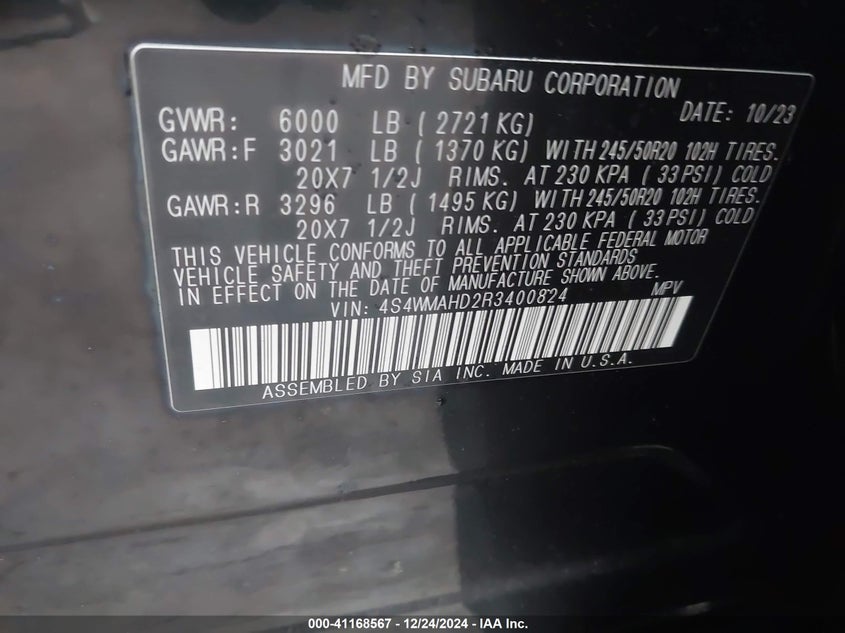 MFD BY SUBARU CORPORATION
DATE: 10/23
GVWR: 6000 LB ( 2721 KG)
GAWR:F 3021 LB ( 1370 KG) WITH 245/50R20 102H TIRES.
20X7 1/2J RIMS. AT 230 KPA ( 33 PSI) COLD
GAWR:R 3296 LB ( 1495 KG) WITH 245/50R20 102H TIRES.
20X7 1/2J RIMS. AT 230 KPA ( 33 PSI) COLD
THIS VEHICLE CONFORMS TO ALL APPLICABLE FEDERAL MOTOR
VEHICLE SAFETY AND THEFT PREVENTION STANDARDS
IN EFFECT ON THE DATE OF MANUFACTURE SHOWN ABOVE.
VIN: 4S4WMAHD2R3400824 MPV
ASSEMBLED BY SIA INC. MADE IN U.S.A.
000-41168567 - 12/24/2024 - IAA Inc.